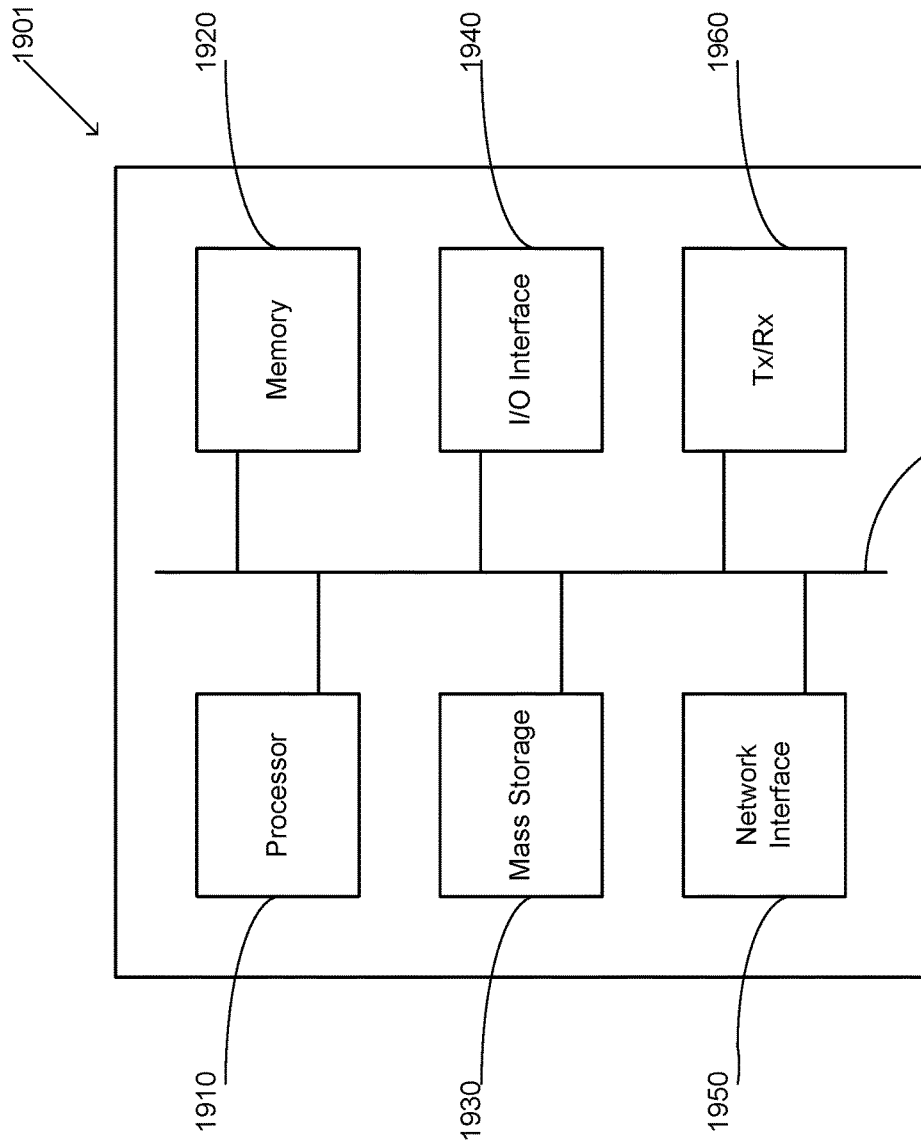 1901
1910
Processor
Memory
1920
1930
Mass Storage
I/O Interface
1940
1950
Network
Interface
Tx/Rx
1960